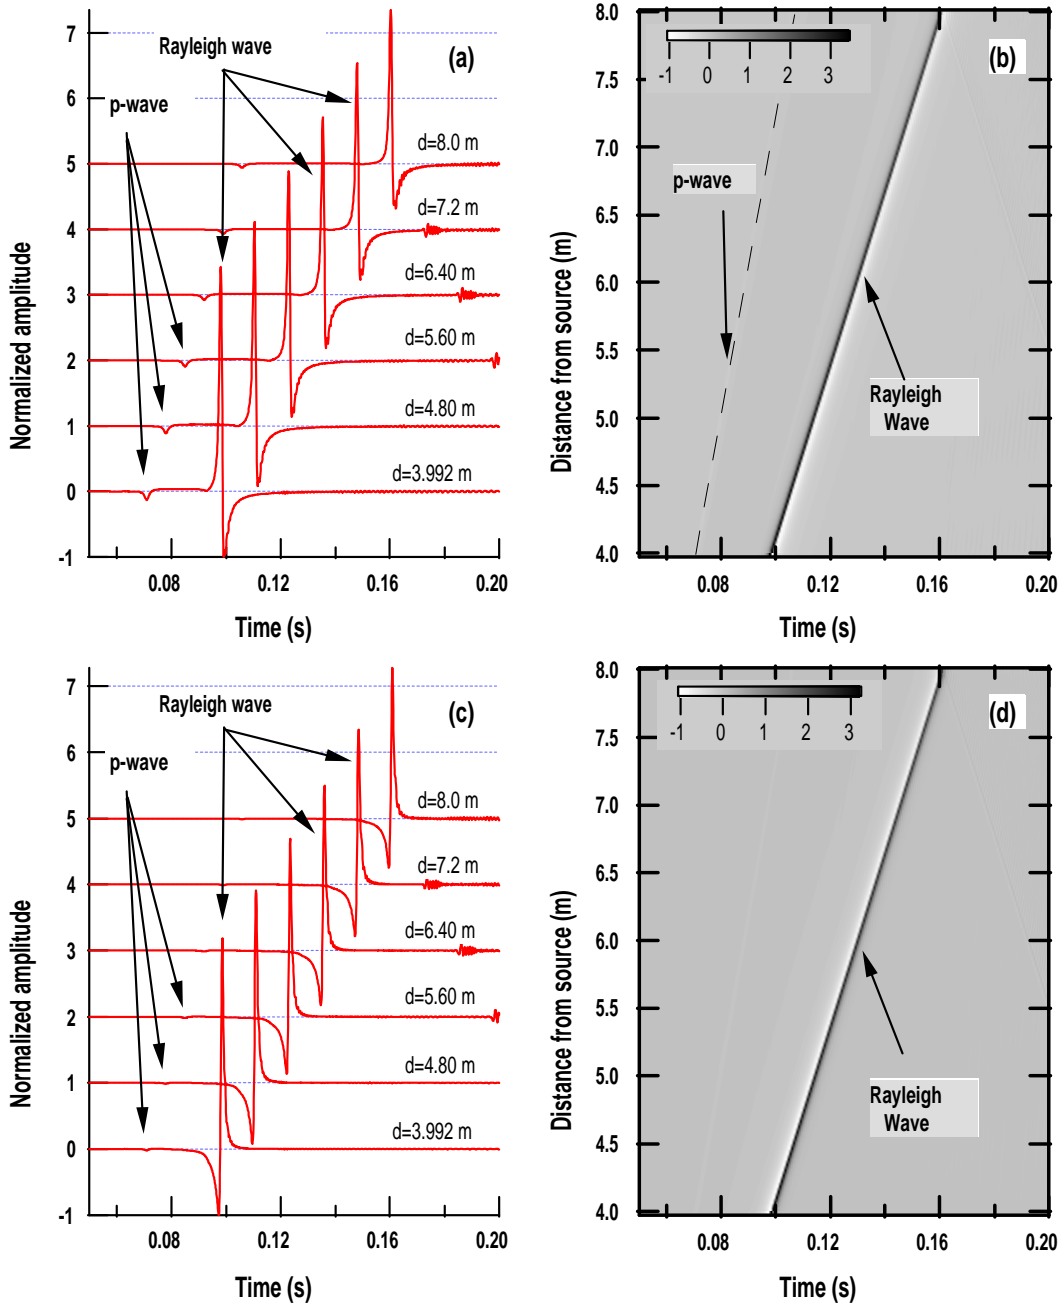 7
6
5
4
3
2
1
0
-1
Normalized amplitude
Rayleigh wave
p-wave
(a)
d=8.0 m
d=7.2 m
d=6.40 m
d=5.60 m
d=4.80 m
d=3.992 m
0.08
0.12
0.16
0.20
Time (s)
8.0
7.5
7.0
6.5
6.0
5.5
5.0
4.5
4.0
Distance from source (m)
-1 0 1 2 3
(b)
p-wave
Rayleigh
Wave
0.08
0.12
0.16
0.20
Time (s)
7
6
5
4
3
2
1
0
-1
Normalized amplitude
Rayleigh wave
p-wave
(c)
d=8.0 m
d=7.2 m
d=6.40 m
d=5.60 m
d=4.80 m
d=3.992 m
0.08
0.12
0.16
0.20
Time (s)
8.0
7.5
7.0
6.5
6.0
5.5
5.0
4.5
4.0
Distance from source (m)
-1 0 1 2 3
(d)
Rayleigh
Wave
0.08
0.12
0.16
0.20
Time (s)